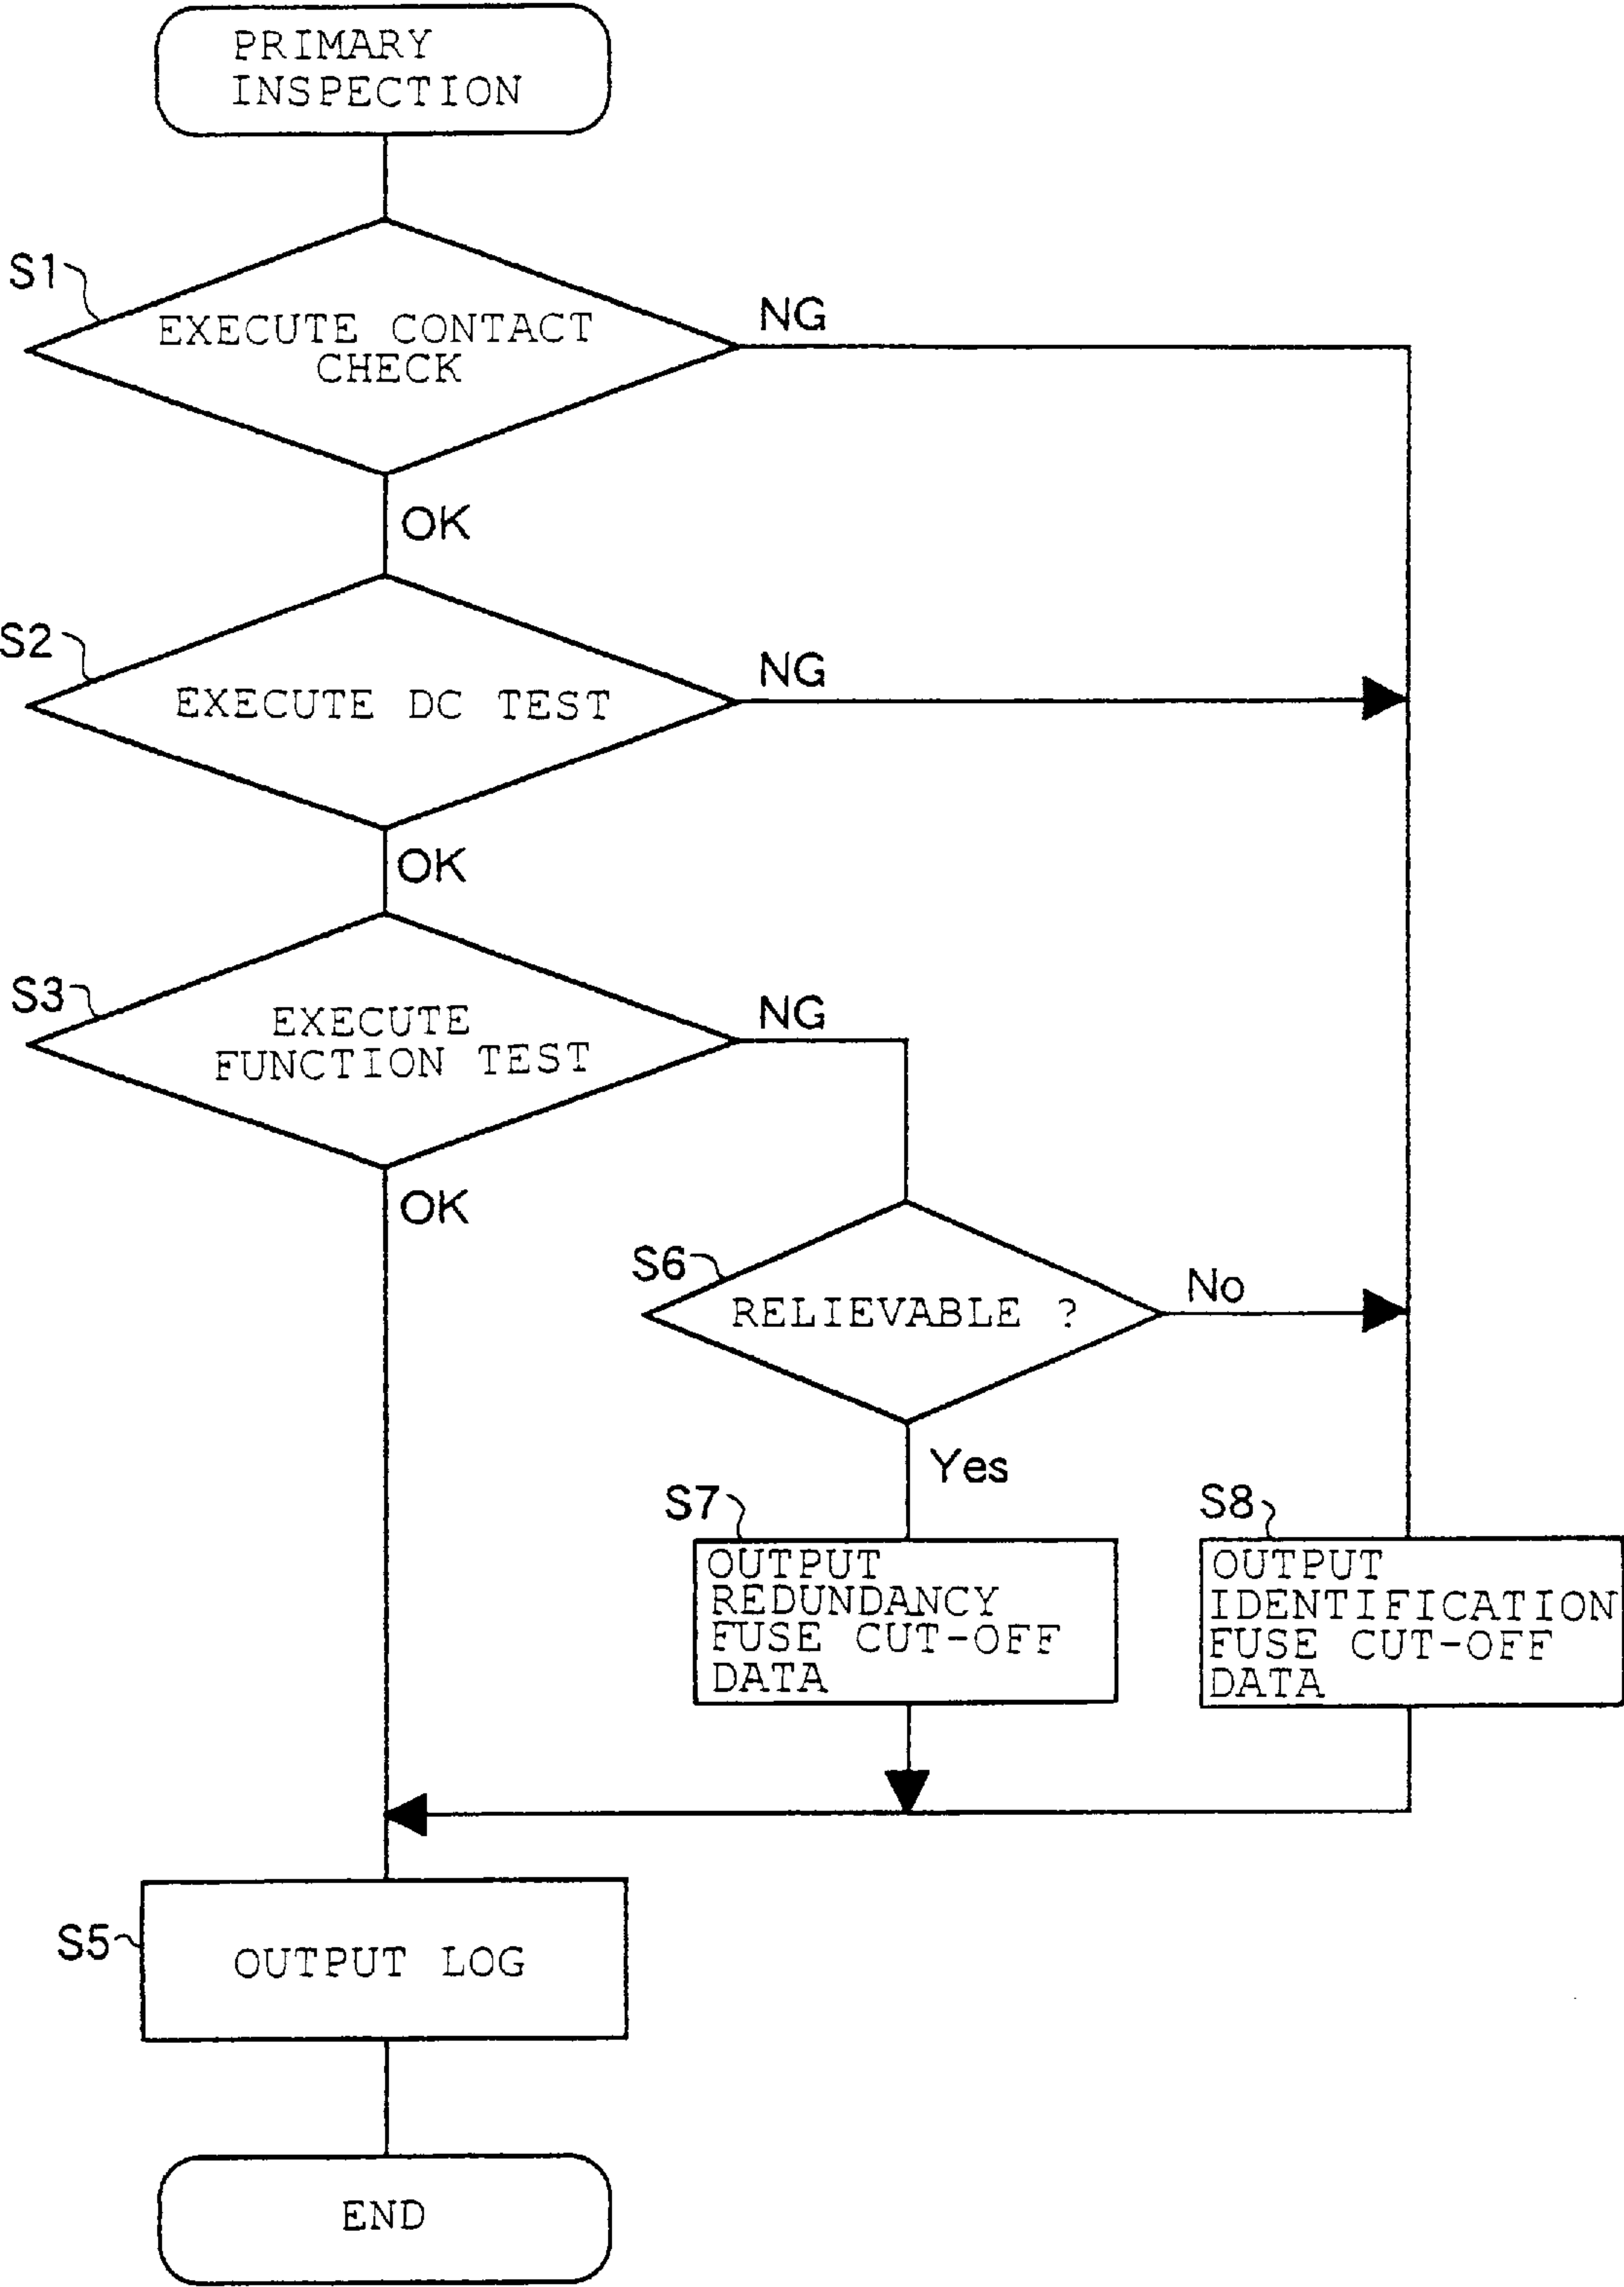 PRIMARY
INSPECTION
S1
EXECUTE CONTACT
CHECK
NG
OK
S2
EXECUTE DC TEST
NG
OK
S3
EXECUTE
FUNCTION TEST
NG
OK
S6
RELIEVABLE ?
No
Yes
S7
OUTPUT
REDUNDANCY
FUSE CUT-OFF
DATA
S8
OUTPUT
IDENTIFICATION
FUSE CUT-OFF
DATA
S5
OUTPUT LOG
END